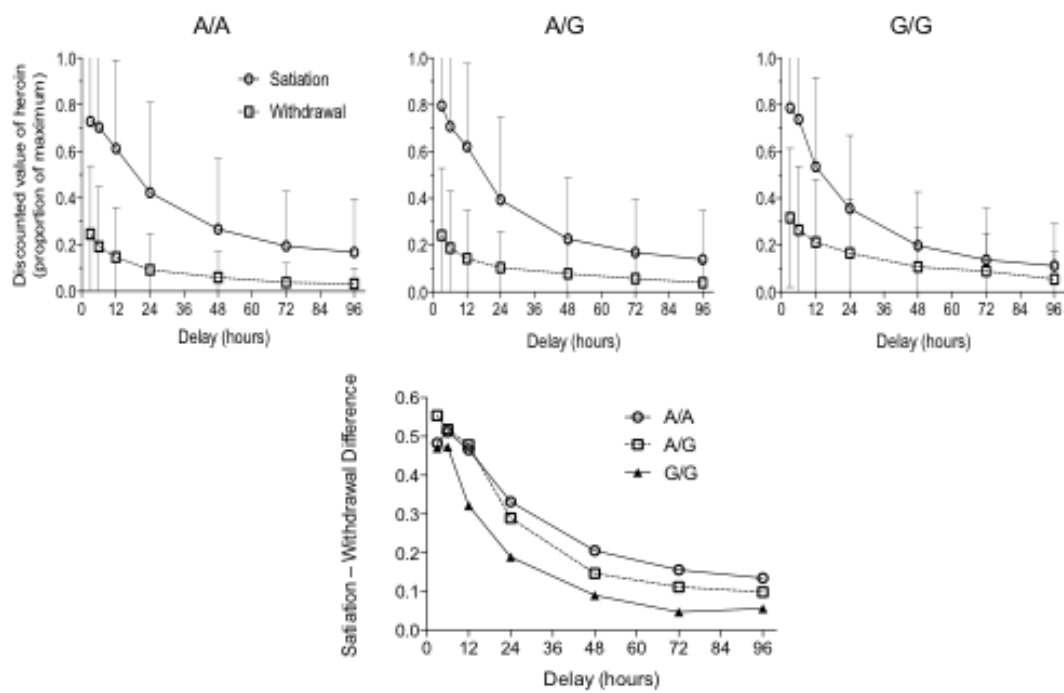 A/A
A/G
G/G
Discounted value of heroin
(proportion of maximum)
1.0
0.8
0.6
0.4
0.2
0.0
Satiation
Withdrawal
0 12 24 36 48 60 72 84 96
Delay (hours)
1.0
0.8
0.6
0.4
0.2
0.0
0 12 24 36 48 60 72 84 96
Delay (hours)
1.0
0.8
0.6
0.4
0.2
0.0
0 12 24 36 48 60 72 84 96
Delay (hours)
Satiation – Withdrawal Difference
0.6
0.5
0.4
0.3
0.2
0.1
0.0
A/A
A/G
G/G
0 12 24 36 48 60 72 84 96
Delay (hours)